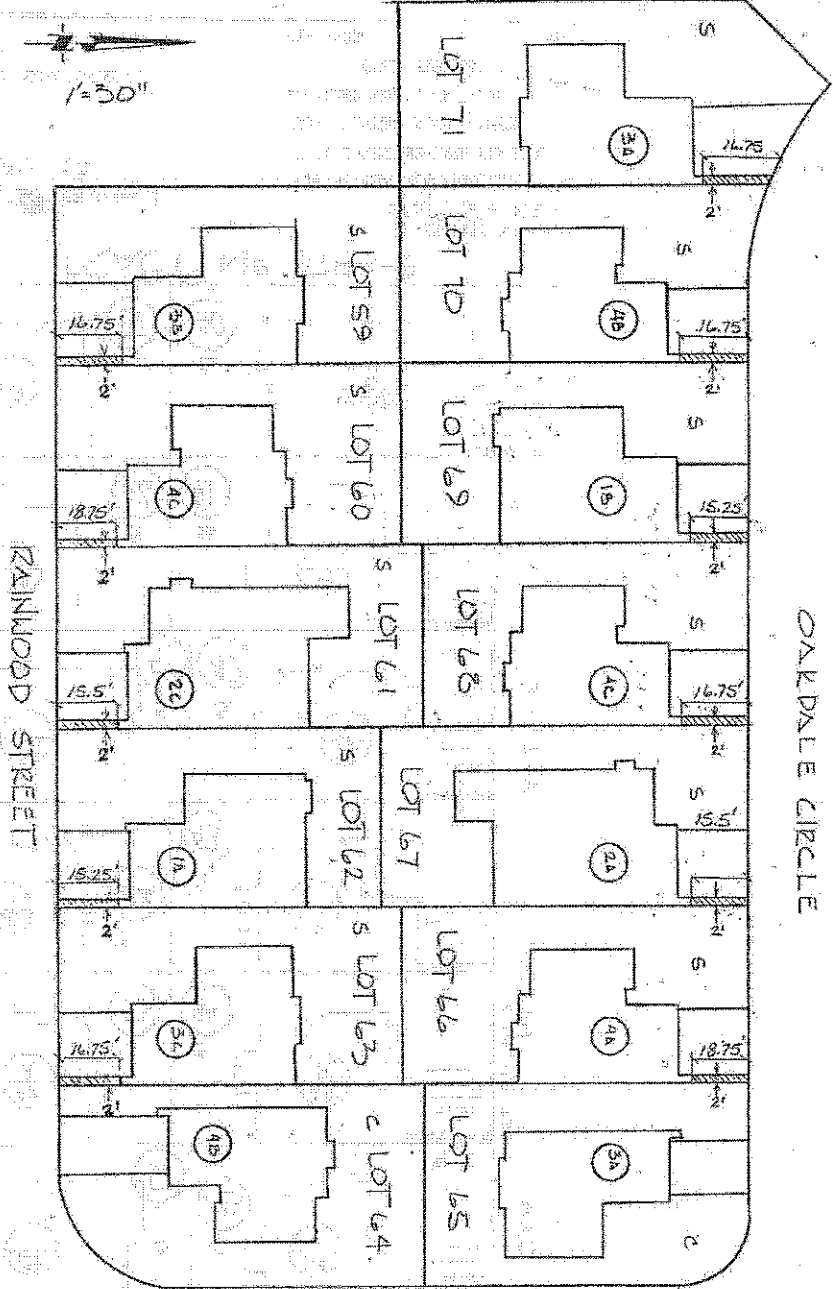 N
1'=30"
S
LOT 71
3A
16.75
2'
S LOT 59
3B
16.75'
2'
LOT 70
S
4B
16.75'
2'
S LOT 60
4C
18.75'
2'
LOT 69
S
1B
15.25'
2'
S LOT 61
2C
15.5'
2'
LOT 68
S
4C
16.75'
2'
S LOT 62
1A
15.25'
2'
LOT 67
S
2A
15.5'
2'
S LOT 63
3C
16.75'
2'
LOT 66
S
4A
18.75'
2'
C LOT 64
4B
LOT 65
3A
C
RAINWOOD STREET
OAKDALE CIRCLE